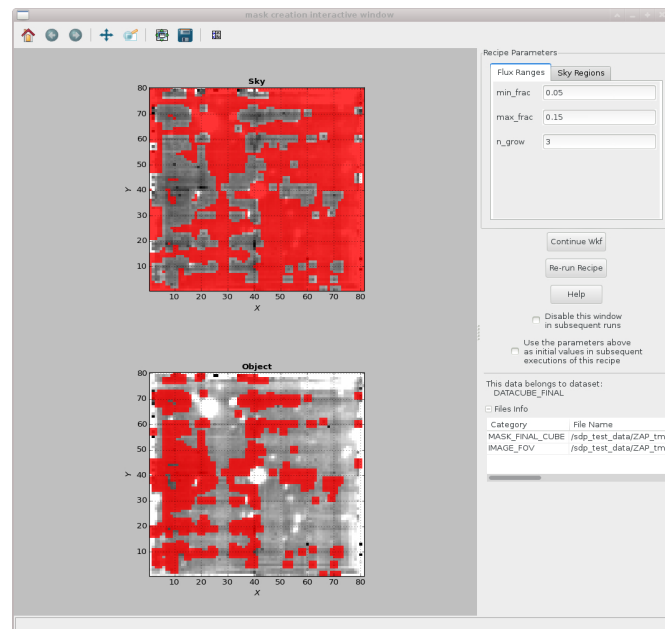 mask creation interactive window
Recipe Parameters
Flux Ranges
Sky Regions
min_frac
0.05
max_frac
0.15
n_grow
3
Continue Wkf
Re-run Recipe
Help
Disable this window
in subsequent runs
Use the parameters above
as initial values in subsequent
executions of this recipe
This data belongs to dataset:
DATACUBE_FINAL
Files Info
Category File Name
MASK_FINAL_CUBE /sdp_test_data/ZAP_tm
IMAGE_FOV /sdp_test_data/ZAP_tm
Sky
80
70
60
50
40
30
20
10
Y
10 20 30 40 50 60 70 80
X
Object
80
70
60
50
40
30
20
10
Y
10 20 30 40 50 60 70 80
X